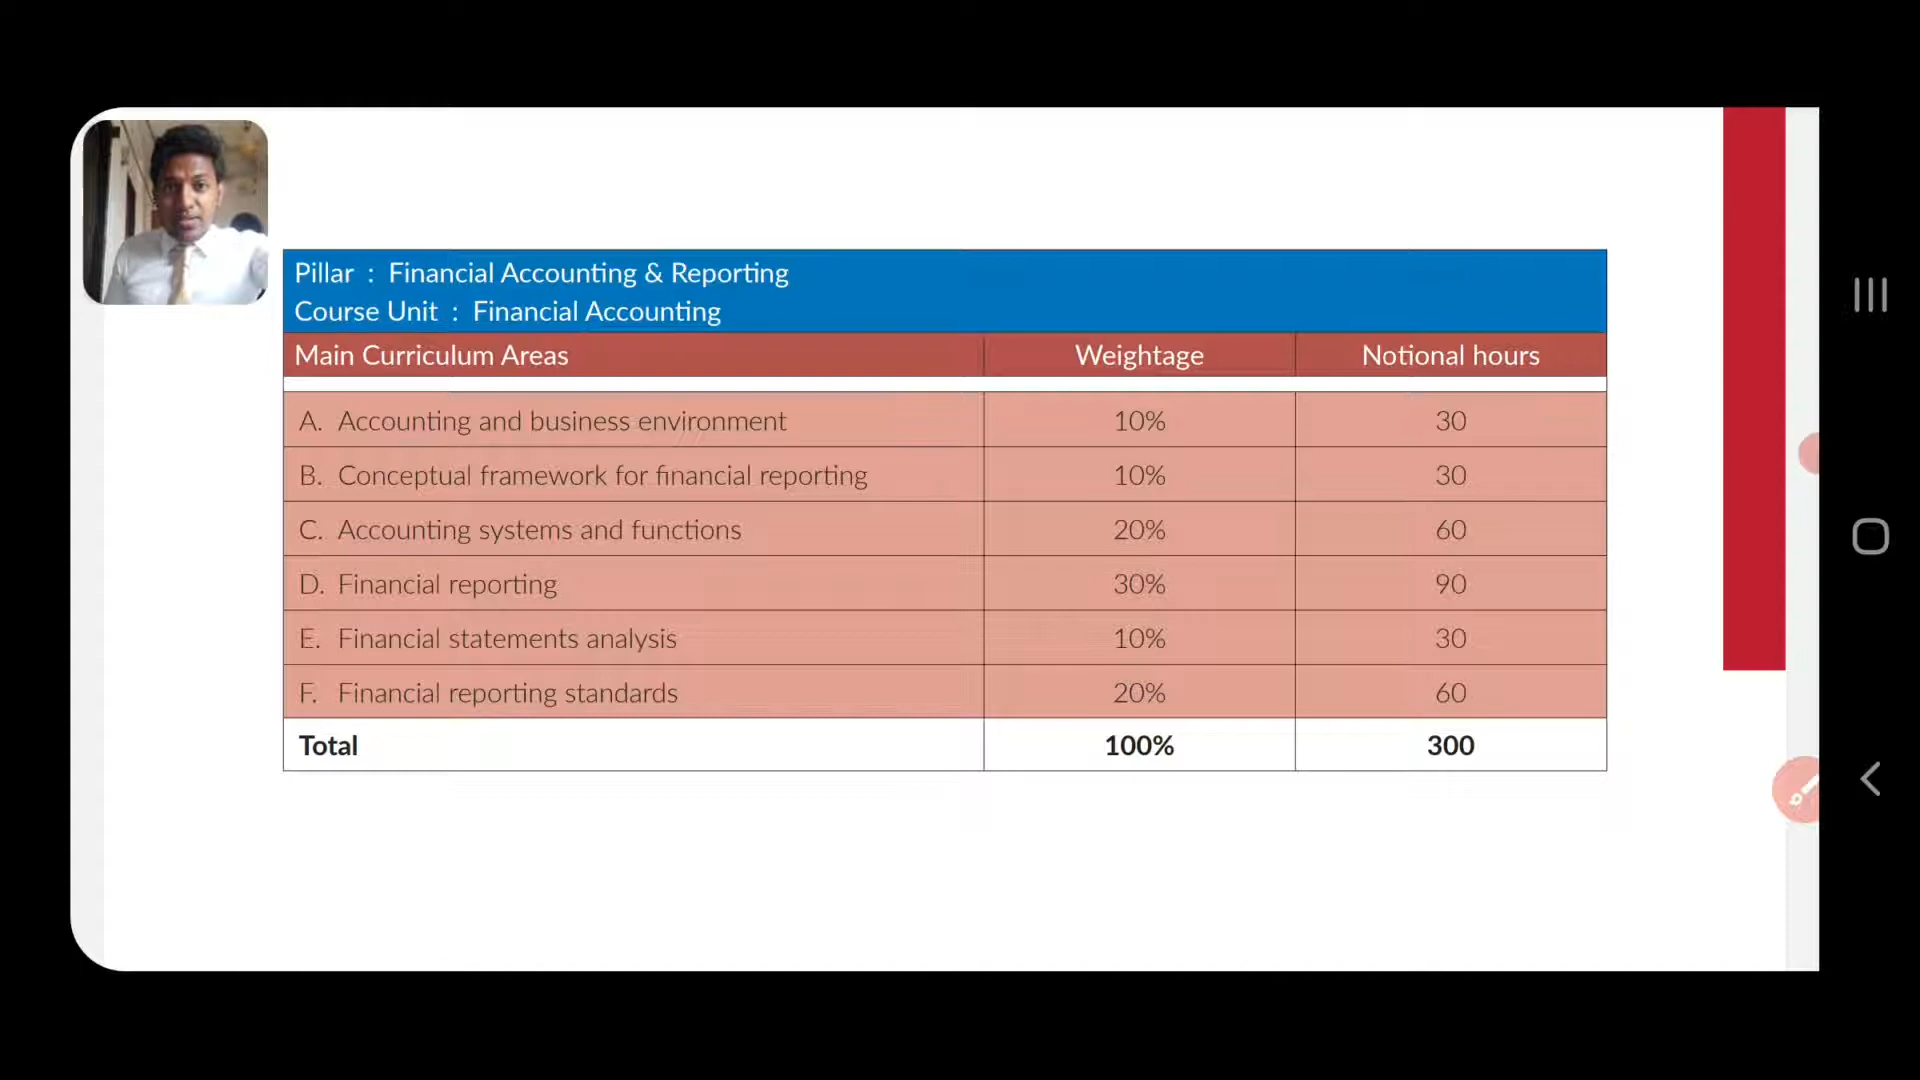 Pillar : Financial Accounting & Reporting
Course Unit : Financial Accounting
Main Curriculum Areas Weightage Notional hours
A. Accounting and business environment 10% 30
B. Conceptual framework for financial reporting 10% 30
C. Accounting systems and functions 20% 60
D. Financial reporting 30% 90
E. Financial statements analysis 10% 30
F. Financial reporting standards 20% 60
Total 100% 300